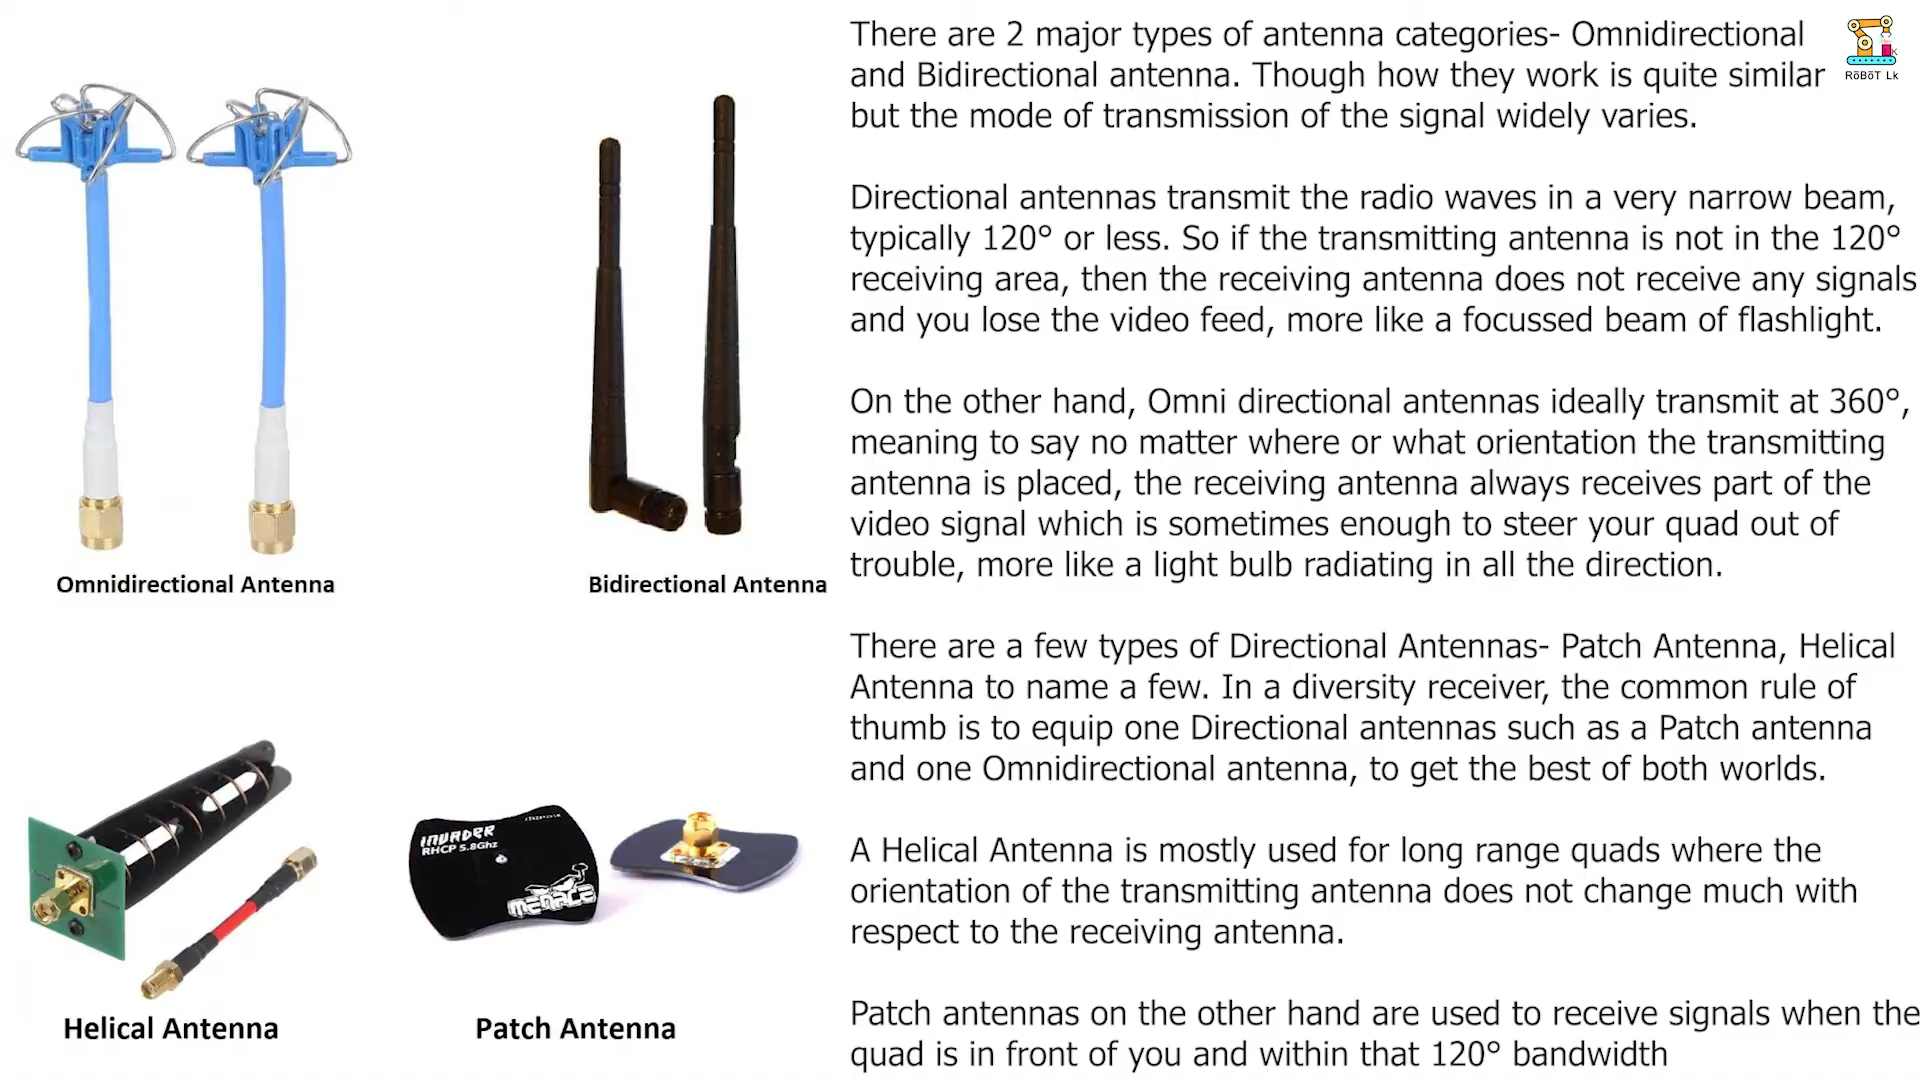 There are 2 major types of antenna categories- Omnidirectional
and Bidirectional antenna. Though how they work is quite similar
but the mode of transmission of the signal widely varies.
RōBōT Lk
Directional antennas transmit the radio waves in a very narrow beam,
typically 120° or less. So if the transmitting antenna is not in the 120°
receiving area, then the receiving antenna does not receive any signals
and you lose the video feed, more like a focussed beam of flashlight.
On the other hand, Omni directional antennas ideally transmit at 360°,
meaning to say no matter where or what orientation the transmitting
antenna is placed, the receiving antenna always receives part of the
video signal which is sometimes enough to steer your quad out of
trouble, more like a light bulb radiating in all the direction.
Omnidirectional Antenna
Bidirectional Antenna
There are a few types of Directional Antennas- Patch Antenna, Helical
Antenna to name a few. In a diversity receiver, the common rule of
thumb is to equip one Directional antennas such as a Patch antenna
and one Omnidirectional antenna, to get the best of both worlds.
A Helical Antenna is mostly used for long range quads where the
orientation of the transmitting antenna does not change much with
respect to the receiving antenna.
Patch antennas on the other hand are used to receive signals when the
quad is in front of you and within that 120° bandwidth
INVADER
RHCP 5.8Ghz
MENACE
Helical Antenna
Patch Antenna